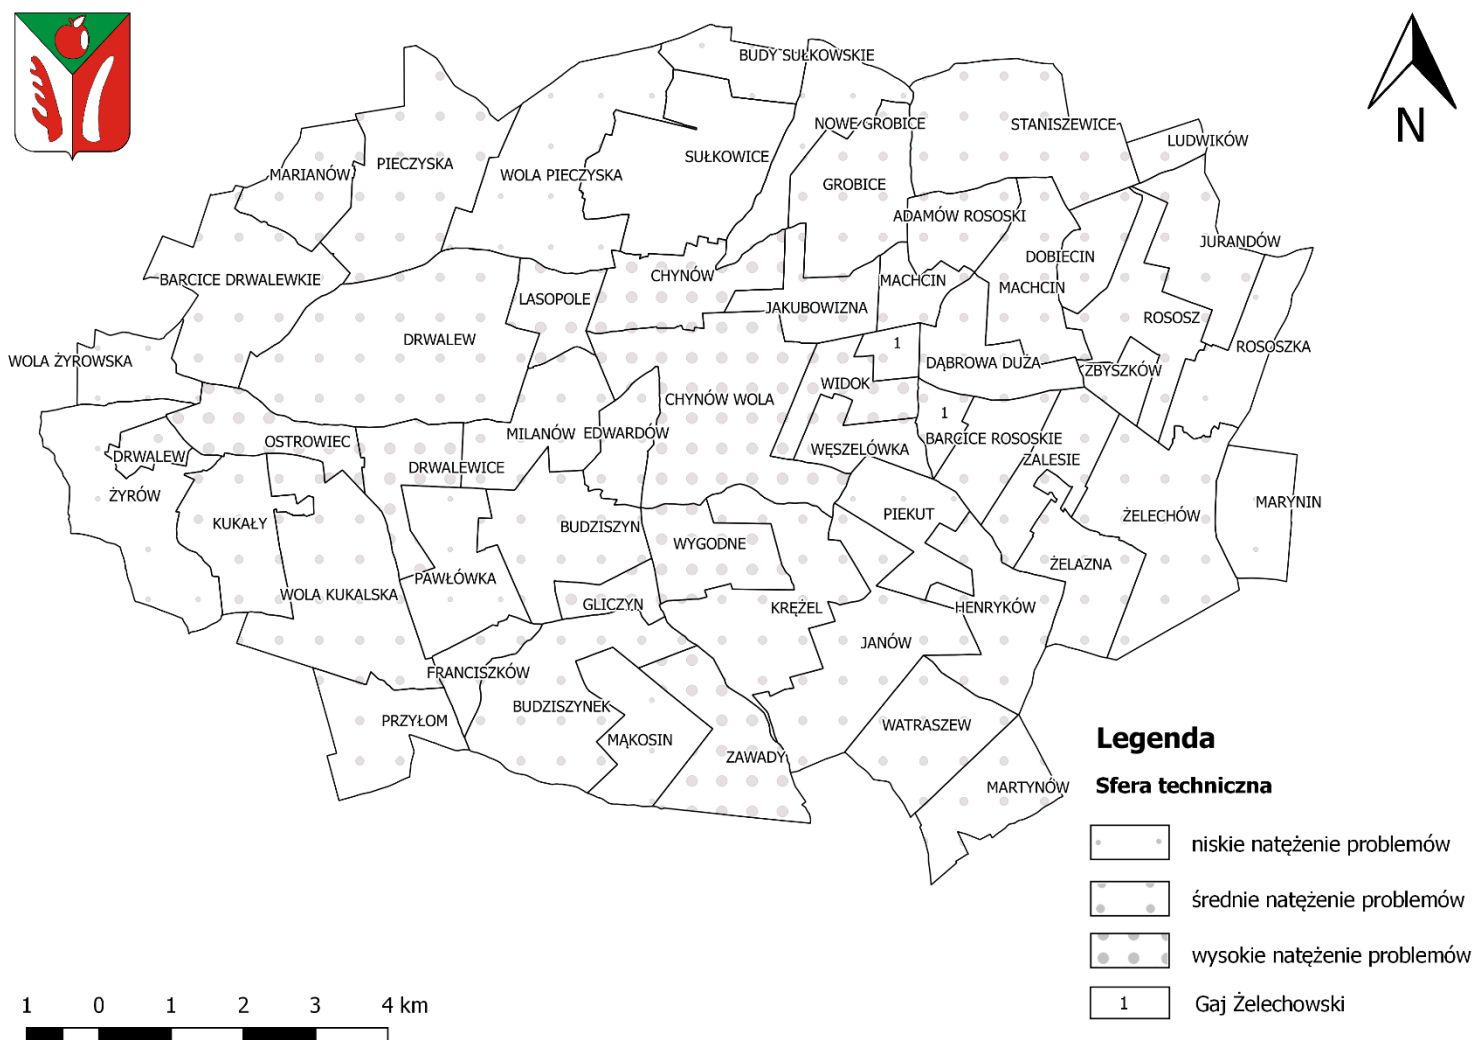 N
BUDY SUŁKOWSKIE
NOWE GROBICE
STANISZEWICE
LUDWIKÓW
SUŁKOWICE
MARIANÓW
PIECZYSKA
WOLA PIECZYSKA
GROBICE
ADAMÓW ROSOSKI
JURANDÓW
DOBIECIN
BARCICE DRWALEWKIE
CHYNÓW
MACHCIN
MACHCIN
LASOPOLE
JAKUBOWIZNA
ROSOSZ
DRWALEW
1
ROSOSZKA
WOLA ŻYROWSKA
DĄBROWA DUŻA
ZBYSZKÓW
WIDOK
CHYNÓW WOLA
1
MILANÓW
EDWARDÓW
OSTROWIEC
BARCICE ROSOSKIE
DRWALEW
WĘSZELÓWKA
ZALESIE
DRWALEWICE
ŻYRÓW
MARYNIN
PIEKUT
ŻELECHÓW
KUKAŁY
BUDZISZYN
WYGODNE
ŻELAZNA
PAWŁÓWKA
WOLA KUKALSKA
GLICZYN
KRĘŻEL
HENRYKÓW
JANÓW
FRANCISZKÓW
BUDZISZYNEK
PRZYŁOM
WATRASZEW
MĄKOSIN
ZAWADY
MARTYNÓW
Legenda
Sfera techniczna
niskie natężenie problemów
średnie natężenie problemów
wysokie natężenie problemów
1 Gaj Żelechowski
1 0 1 2 3 4 km